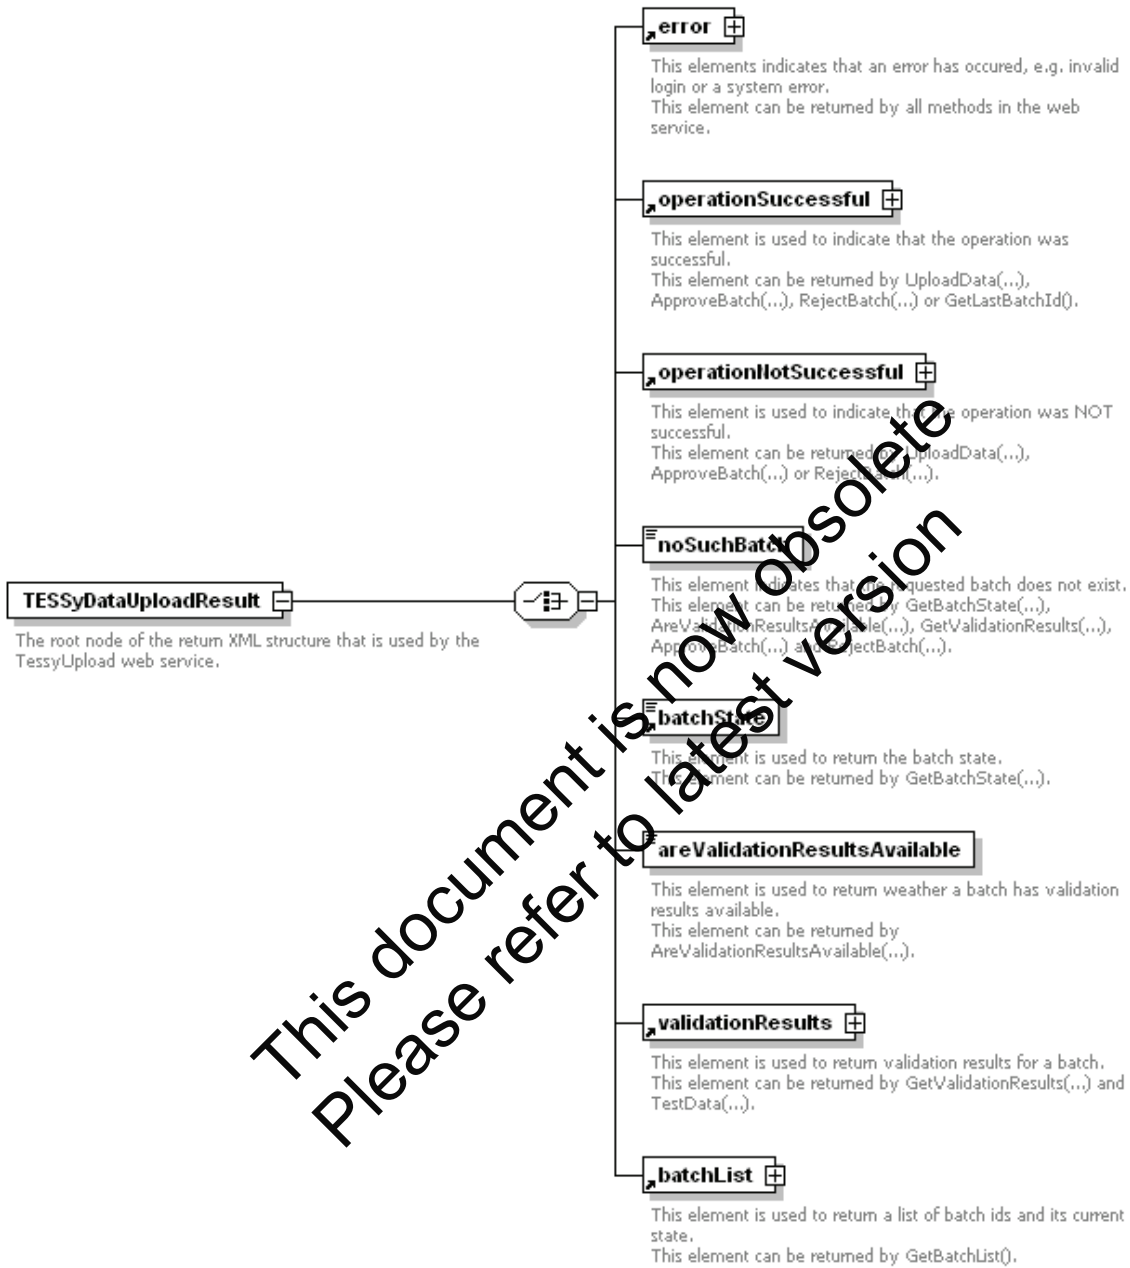 error
This elements indicates that an error has occured, e.g. invalid
login or a system error.
This element can be returned by all methods in the web
service.
operationSuccessful
This element is used to indicate that the operation was
successful.
This element can be returned by UploadData(...),
ApproveBatch(...), RejectBatch(...) or GetLastBatchId().
operationNotSuccessful
This element is used to indicate that the operation was NOT
successful.
This element can be returned by UploadData(...),
ApproveBatch(...) or RejectBatch(...).
noSuchBatch
This element indicates that the requested batch does not exist.
This element can be returned by GetBatchState(...),
AreValidationResultsAvailable(...), GetValidationResults(...),
ApproveBatch(...) and RejectBatch(...).
TESSyDataUploadResult
The root node of the return XML structure that is used by the
TessyUpload web service.
batchState
This element is used to return the batch state.
This element can be returned by GetBatchState(...).
areValidationResultsAvailable
This element is used to return weather a batch has validation
results available.
This element can be returned by
AreValidationResultsAvailable(...).
validationResults
This element is used to return validation results for a batch.
This element can be returned by GetValidationResults(...) and
TestData(...).
batchList
This element is used to return a list of batch ids and its current
state.
This element can be returned by GetBatchList().
This document is now obsolete
Please refer to latest version